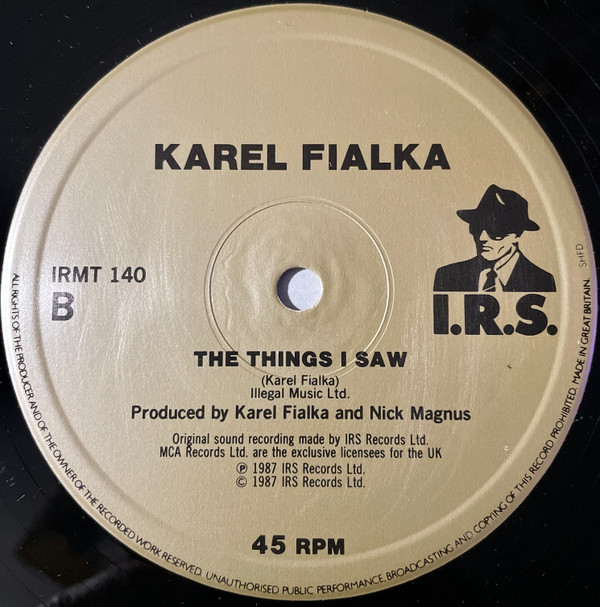 KAREL FIALKA
IRMT 140
B
I.R.S.
SHFD.
THE THINGS I SAW
(Karel Fialka)
Illegal Music Ltd.
Produced by Karel Fialka and Nick Magnus
Original sound recording made by IRS Records Ltd.
MCA Records Ltd. are the exclusive licensees for the UK
℗ 1987 IRS Records Ltd.
© 1987 IRS Records Ltd.
45 RPM
ALL RIGHTS OF THE PRODUCER AND OF THE OWNER OF THE RECORDED WORK RESERVED. UNAUTHORISED PUBLIC PERFORMANCE, BROADCASTING AND COPYING OF THIS RECORD PROHIBITED. MADE IN GREAT BRITAIN.